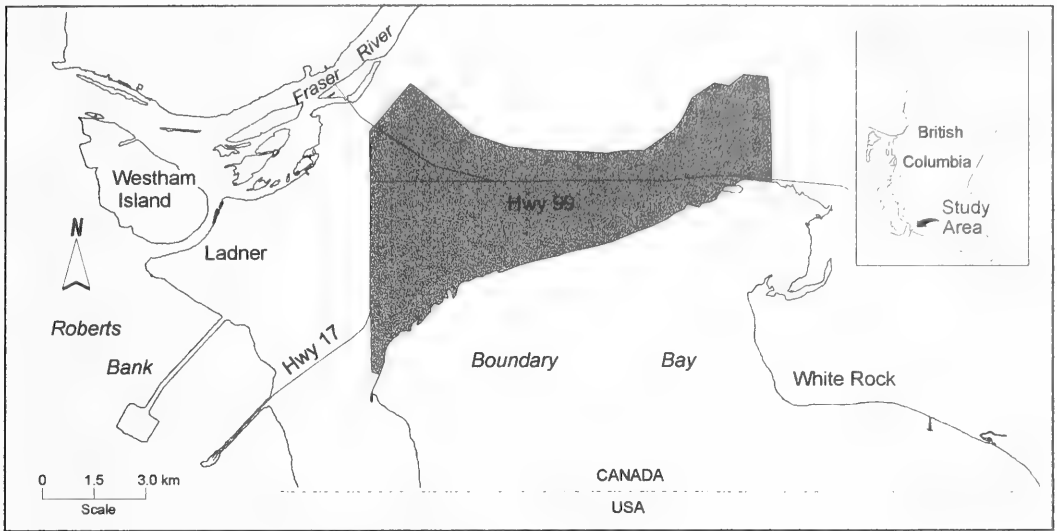 Fraser River
British
Columbia
Westham
Island
Hwy 99
Study
Area
N
Ladner
Roberts
Bank
Hwy 17
Boundary Bay
White Rock
CANADA
0 1.5 3.0 km
Scale
USA